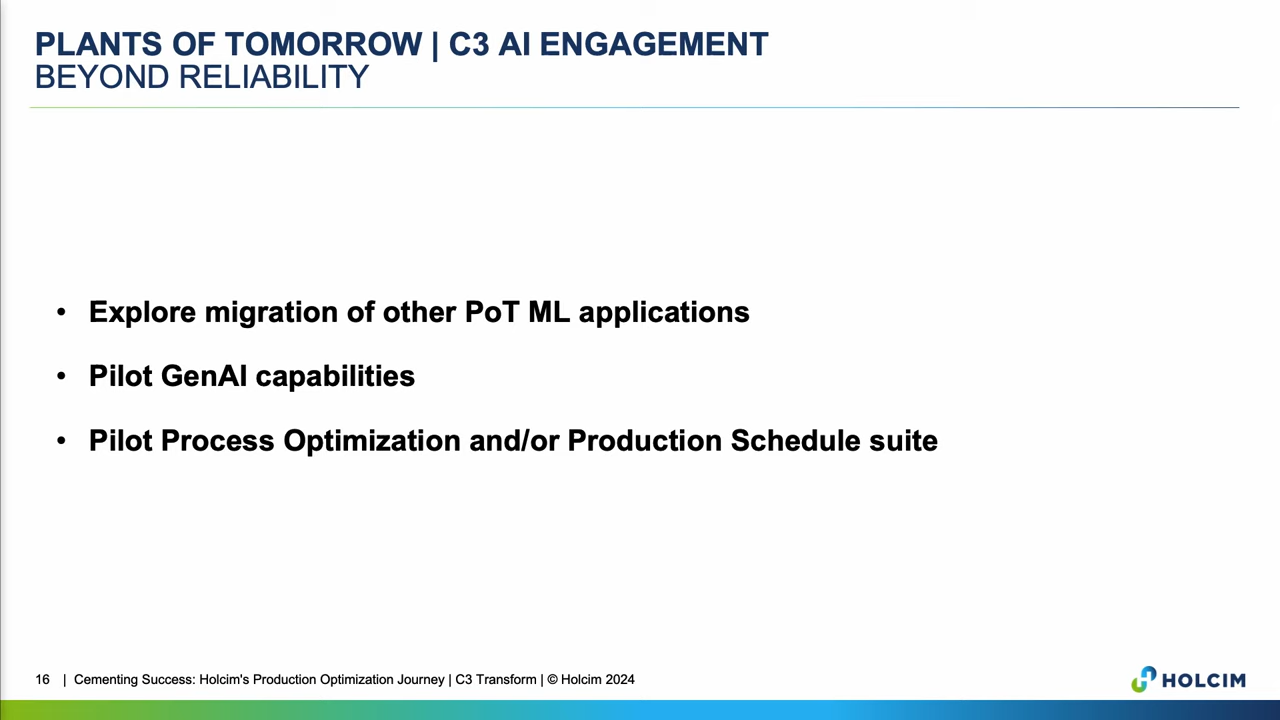 PLANTS OF TOMORROW | C3 AI ENGAGEMENT
BEYOND RELIABILITY
• Explore migration of other PoT ML applications
• Pilot GenAI capabilities
• Pilot Process Optimization and/or Production Schedule suite
16 | Cementing Success: Holcim's Production Optimization Journey | C3 Transform | © Holcim 2024
HOLCIM